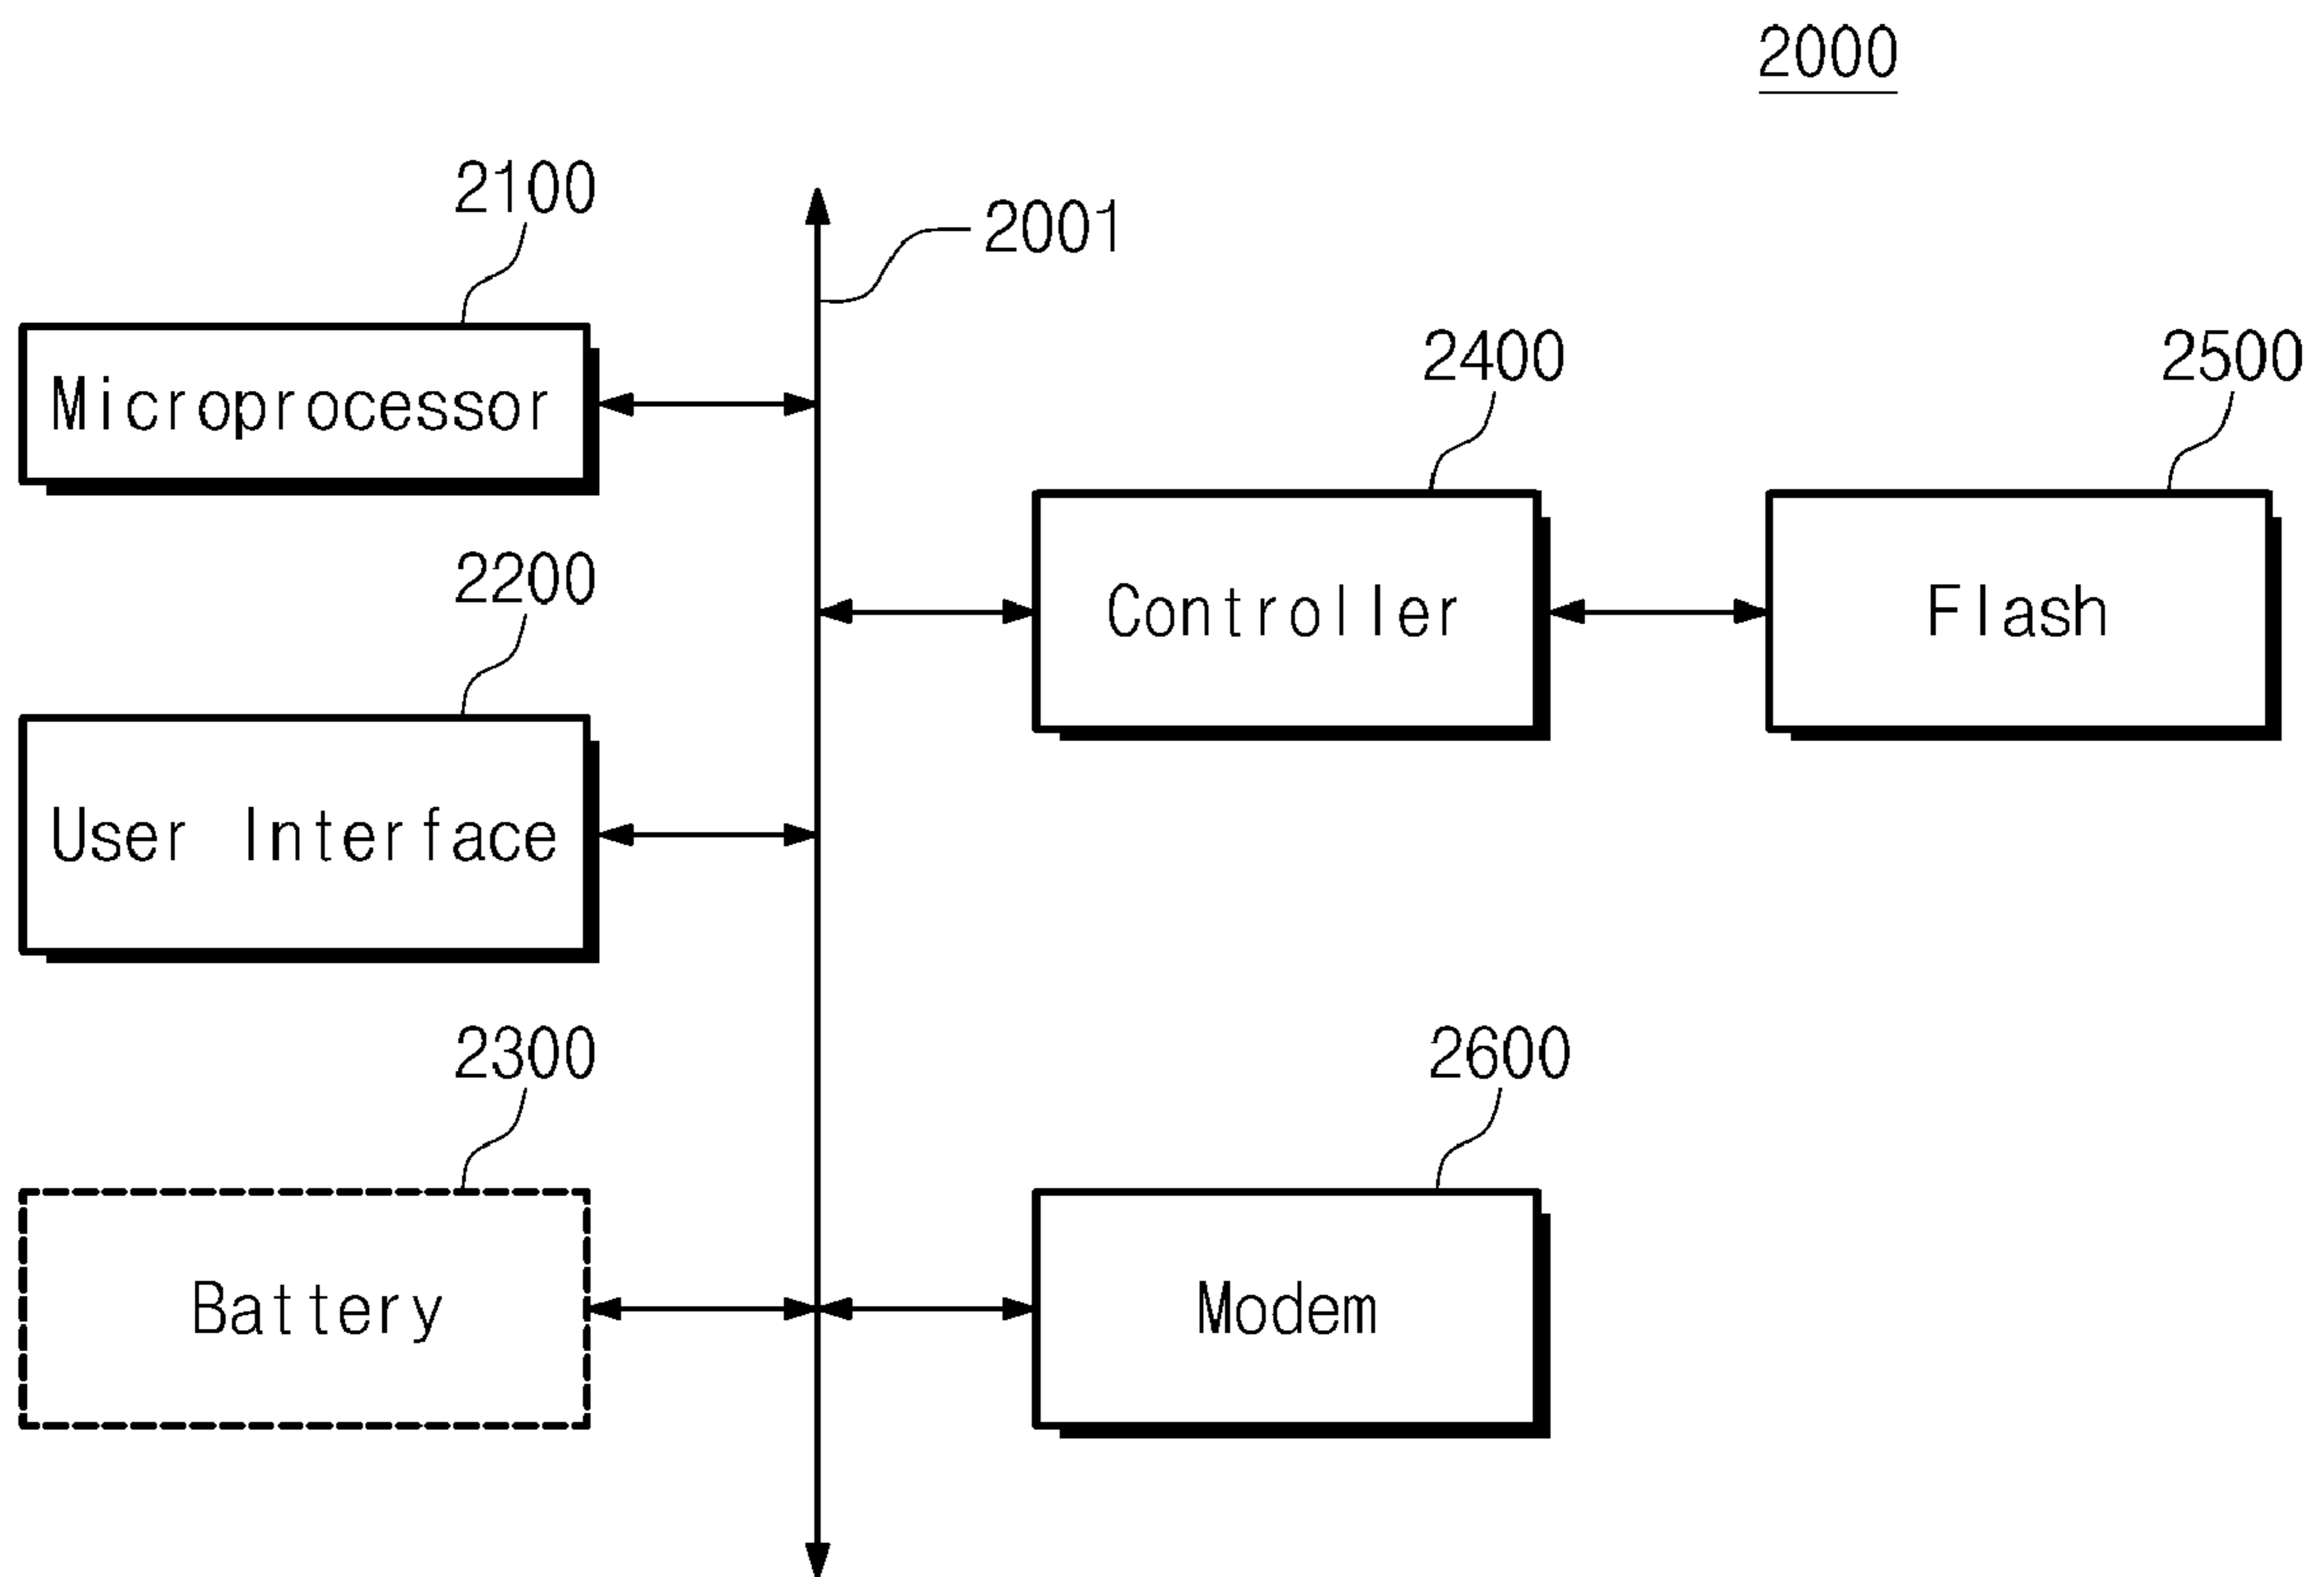 2000
2100
2001
Microprocessor
2400
2500
2200
Controller
Flash
User Interface
2300
2600
Battery
Modem